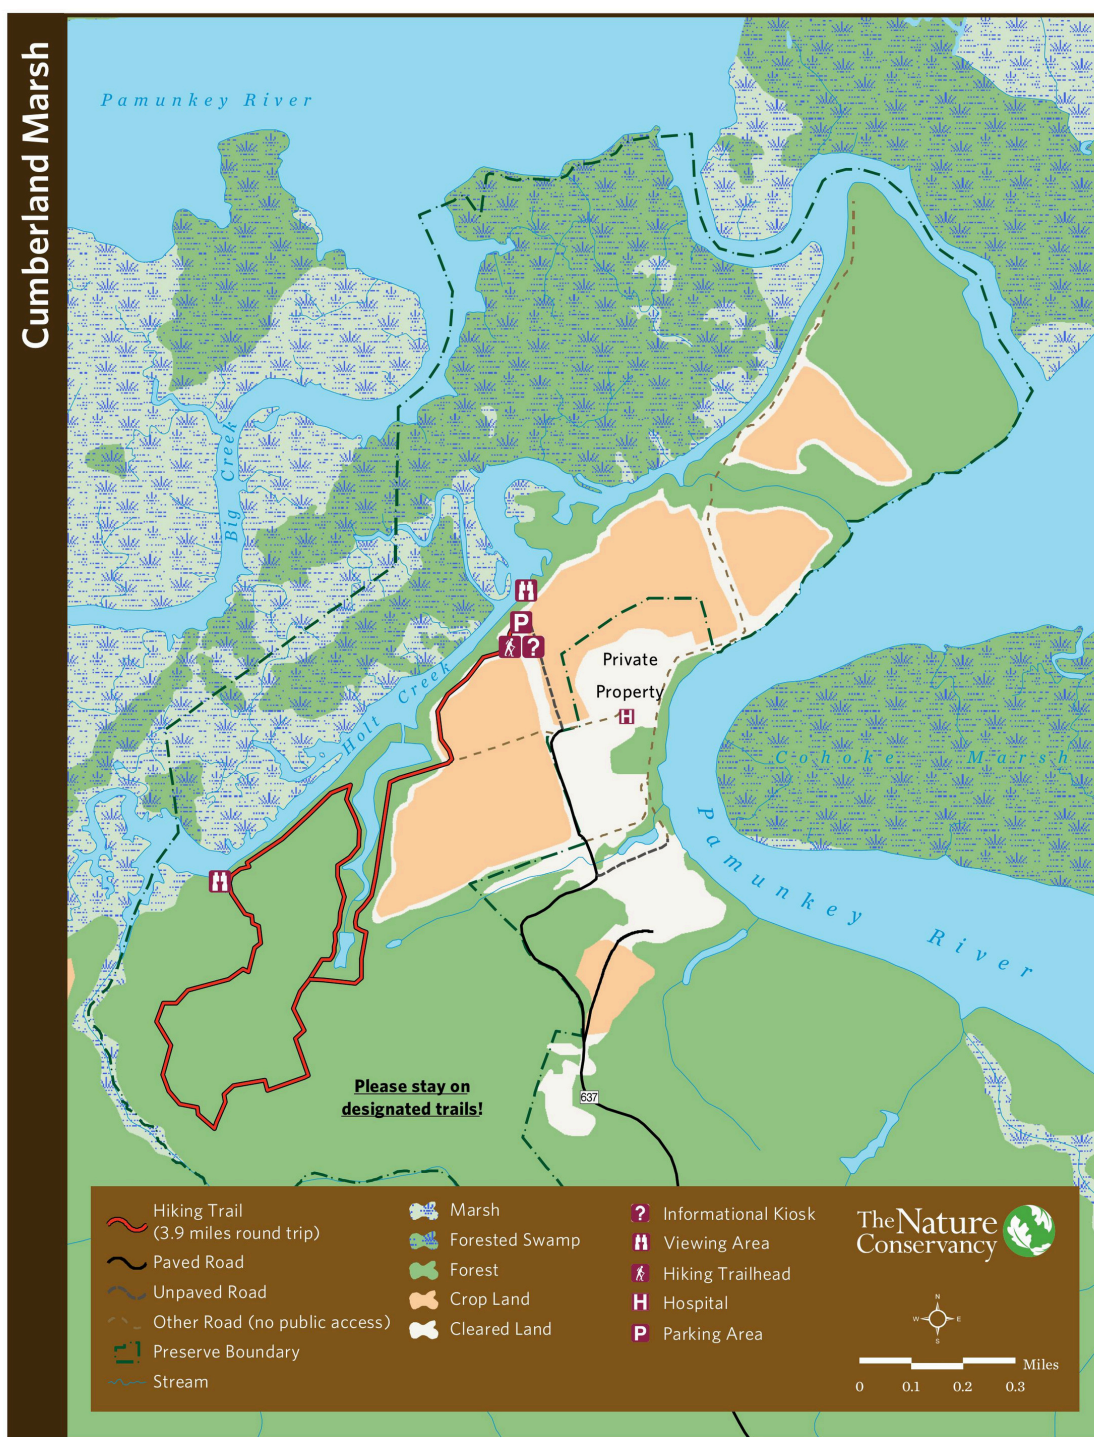 Cumberland Marsh
Pamunkey River
Big Creek
Holt Creek
P
?
Private
Property
H
Cohoke Marsh
Pamunkey River
Please stay on
designated trails!
637
Hiking Trail
(3.9 miles round trip)
Paved Road
Unpaved Road
Other Road (no public access)
Preserve Boundary
Stream
Marsh
Forested Swamp
Forest
Crop Land
Cleared Land
? Informational Kiosk
Viewing Area
Hiking Trailhead
H Hospital
P Parking Area
The Nature
Conservancy
N
W E
S
Miles
0 0.1 0.2 0.3